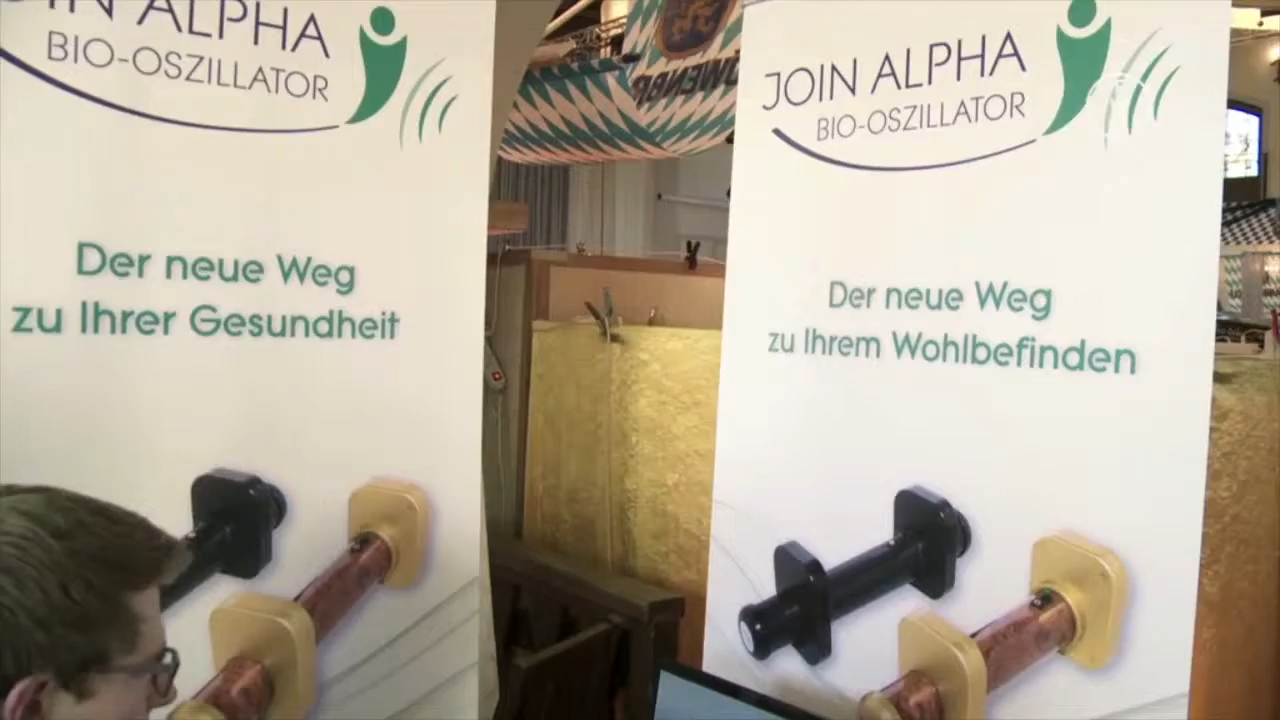 JOIN ALPHA
BIO-OSZILLATOR
Der neue Weg
zu Ihrer Gesundheit
JOIN ALPHA
BIO-OSZILLATOR
Der neue Weg
zu Ihrem Wohlbefinden